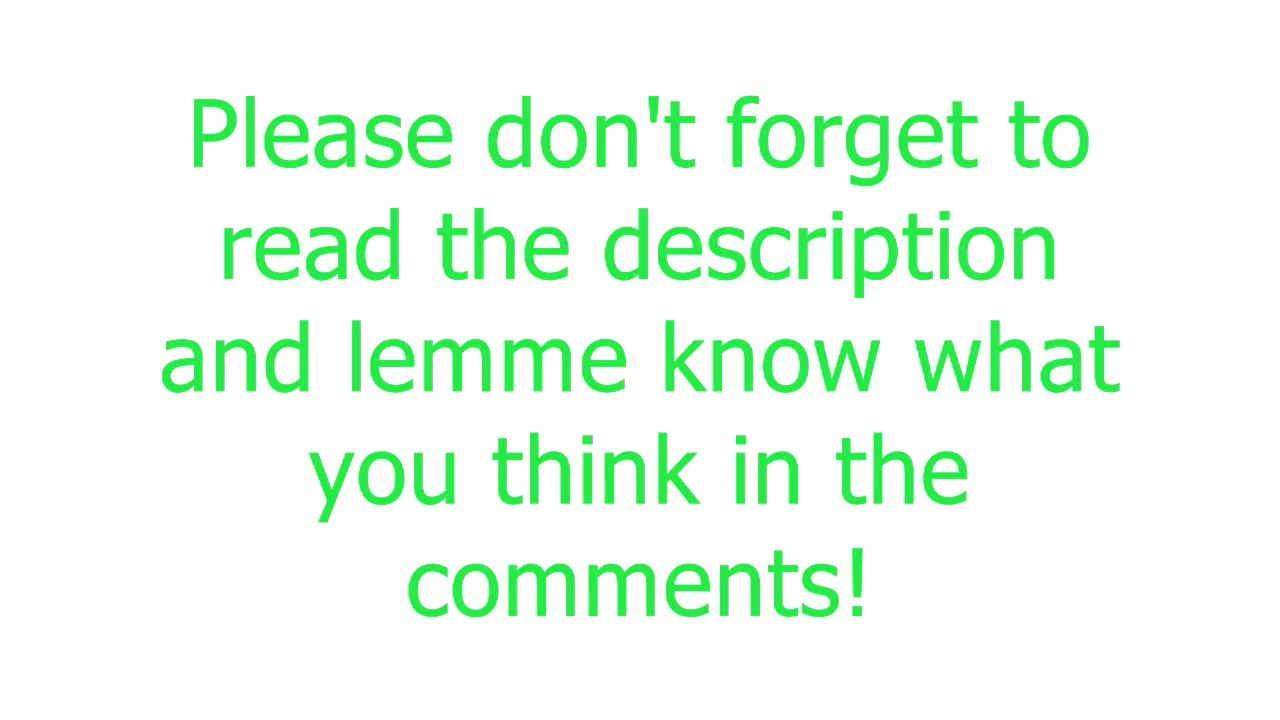 Please don't forget to
read the description
and lemme know what
you think in the
comments!